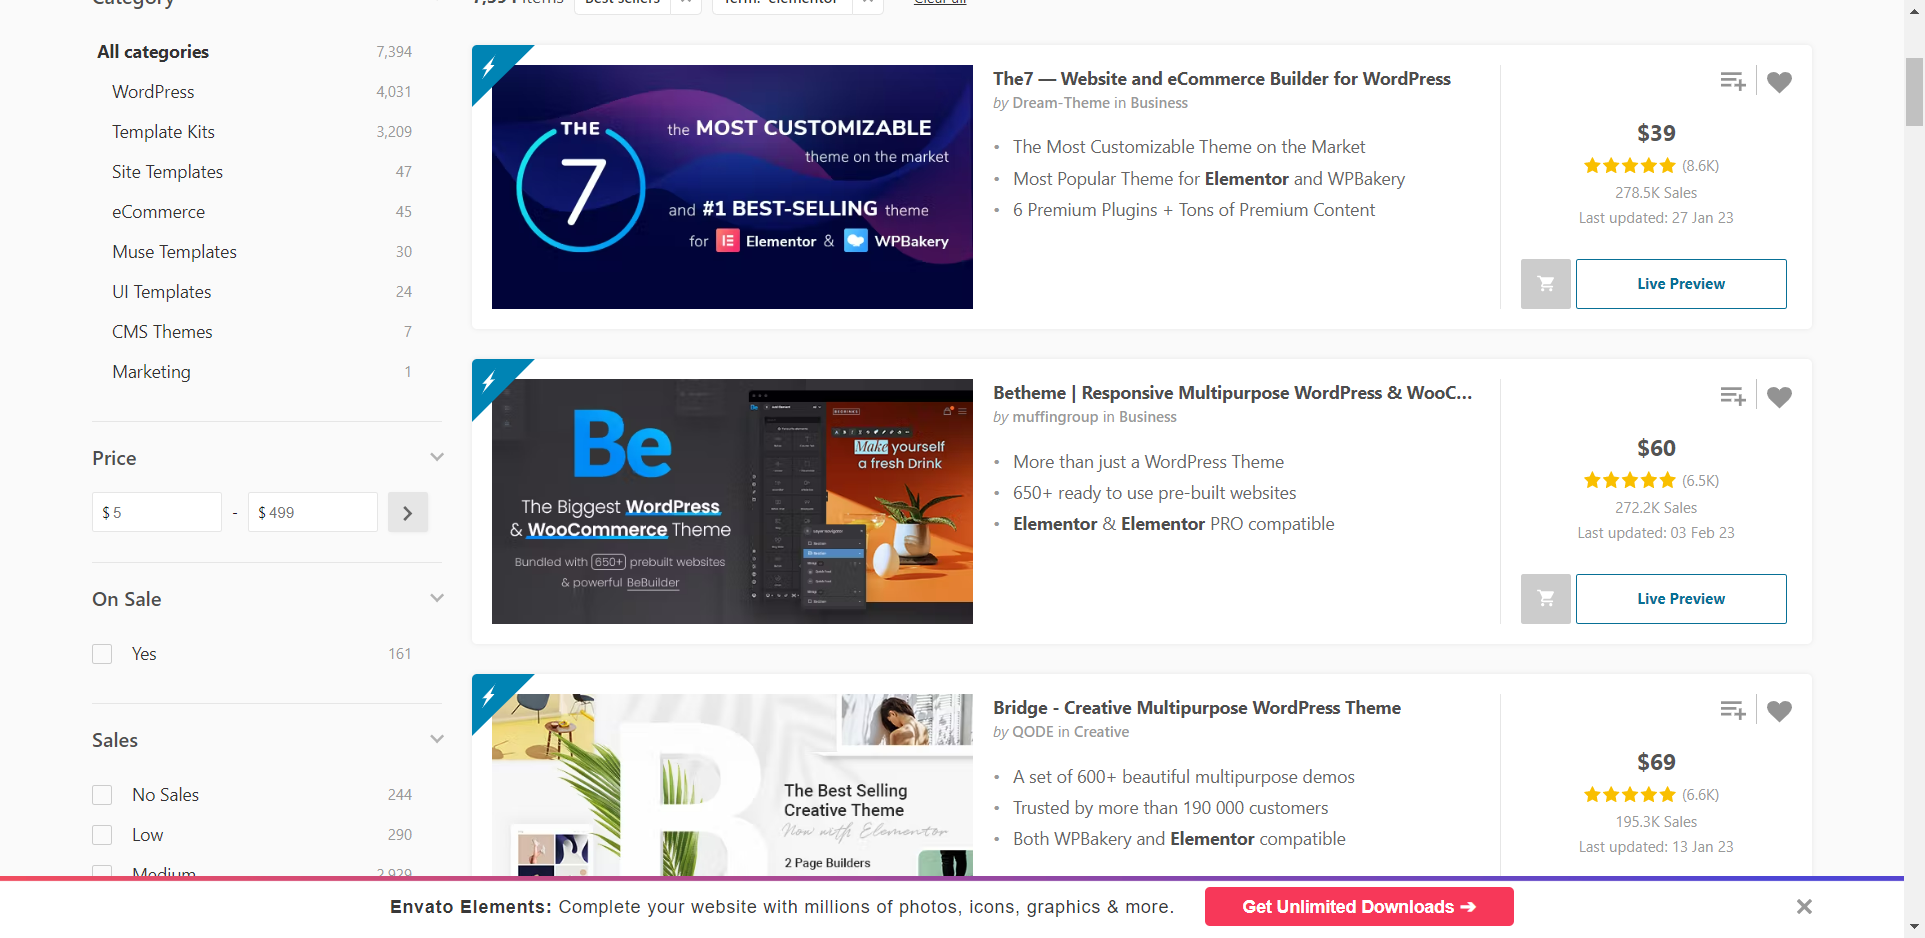 Category
7,394 items
Best sellers
Term: elementor
Clear all
All categories 7,394
WordPress 4,031
Template Kits 3,209
Site Templates 47
eCommerce 45
Muse Templates 30
UI Templates 24
CMS Themes 7
Marketing 1
Price
$ 5 - $ 499
On Sale
Yes 161
Sales
No Sales 244
Low 290
Medium 2,929
THE
7
the MOST CUSTOMIZABLE
theme on the market
and #1 BEST-SELLING theme
for Elementor & WPBakery
The7 — Website and eCommerce Builder for WordPress
by Dream-Theme in Business
• The Most Customizable Theme on the Market
• Most Popular Theme for Elementor and WPBakery
• 6 Premium Plugins + Tons of Premium Content
$39
(8.6K)
278.5K Sales
Last updated: 27 Jan 23
Live Preview
Be
The Biggest WordPress
& WooCommerce Theme
Bundled with 650+ prebuilt websites
& powerful BeBuilder
Make yourself
a fresh Drink
Betheme | Responsive Multipurpose WordPress & WooC...
by muffingroup in Business
• More than just a WordPress Theme
• 650+ ready to use pre-built websites
• Elementor & Elementor PRO compatible
$60
(6.5K)
272.2K Sales
Last updated: 03 Feb 23
Live Preview
B
The Best Selling
Creative Theme
Now with Elementor
2 Page Builders
Bridge - Creative Multipurpose WordPress Theme
by QODE in Creative
• A set of 600+ beautiful multipurpose demos
• Trusted by more than 190 000 customers
• Both WPBakery and Elementor compatible
$69
(6.6K)
195.3K Sales
Last updated: 13 Jan 23
Envato Elements: Complete your website with millions of photos, icons, graphics & more.
Get Unlimited Downloads ➔